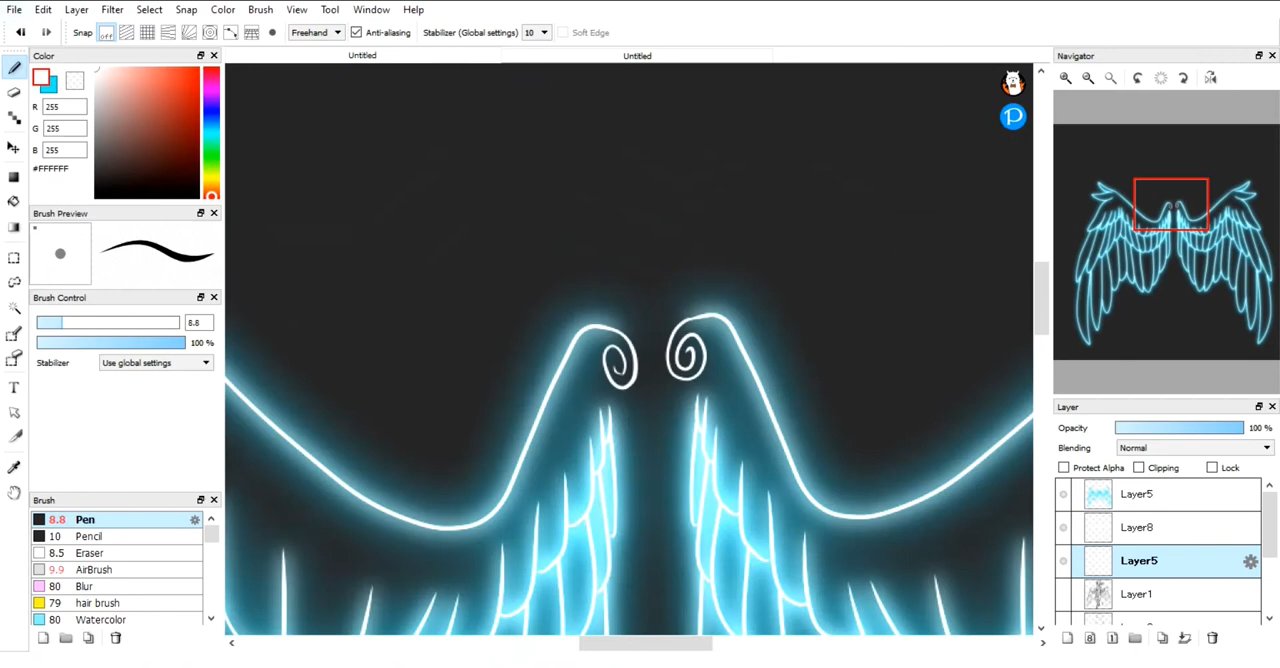 File Edit Layer Filter Select Snap Color Brush View Tool Window Help
Snap off Freehand Anti-aliasing Stabilizer (Global settings) 10 Soft Edge
Color
Untitled
Untitled
Navigator
R 255
G 255
B 255
#FFFFFF
P
Brush Preview
Brush Control
8.8
100 %
Stabilizer Use global settings
T
Layer
Opacity 100 %
Blending Normal
Protect Alpha Clipping Lock
Layer5
Layer8
Layer5
Layer1
Brush
8.8 Pen
10 Pencil
8.5 Eraser
9.9 AirBrush
80 Blur
79 hair brush
80 Watercolor
8 1